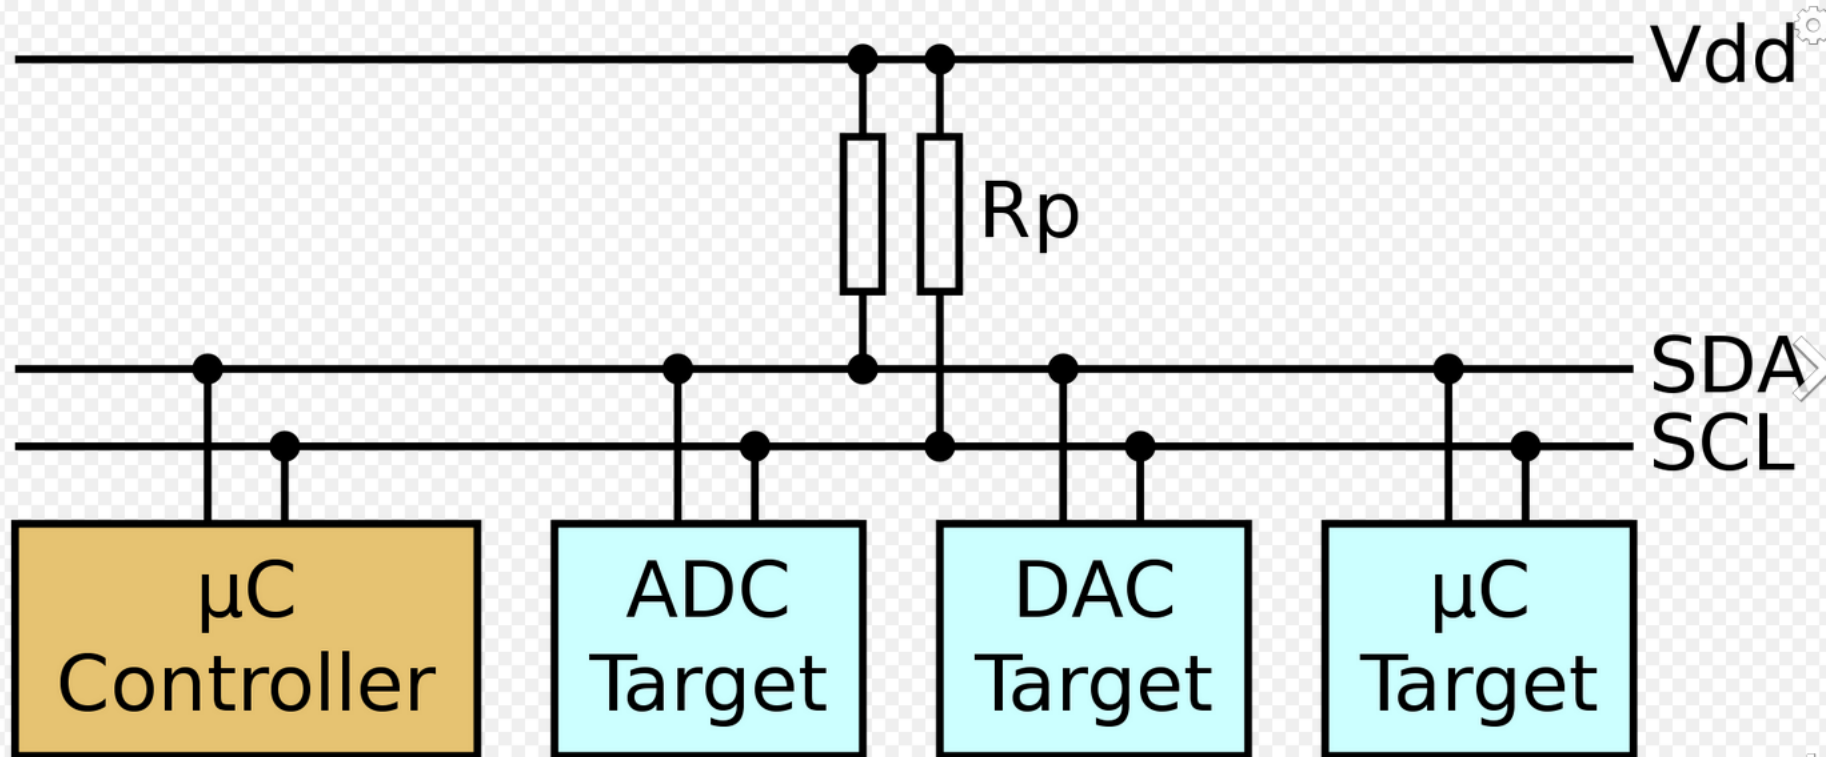 Vdd
Rp
SDA
SCL
µC
Controller
ADC
Target
DAC
Target
µC
Target